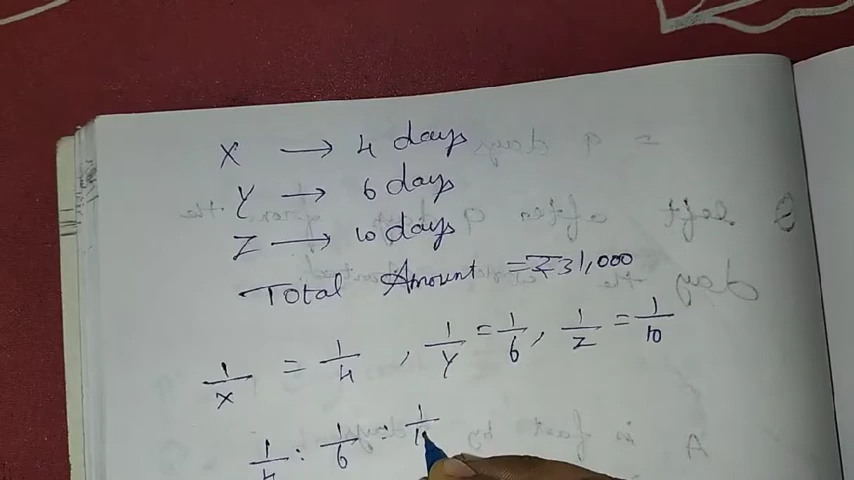 X → 4 days
Y → 6 days
Z → 10 days
Total Amount = ₹31,000
1/X = 1/4, 1/Y = 1/6, 1/Z = 1/10
1/4 : 1/6 : 1/1